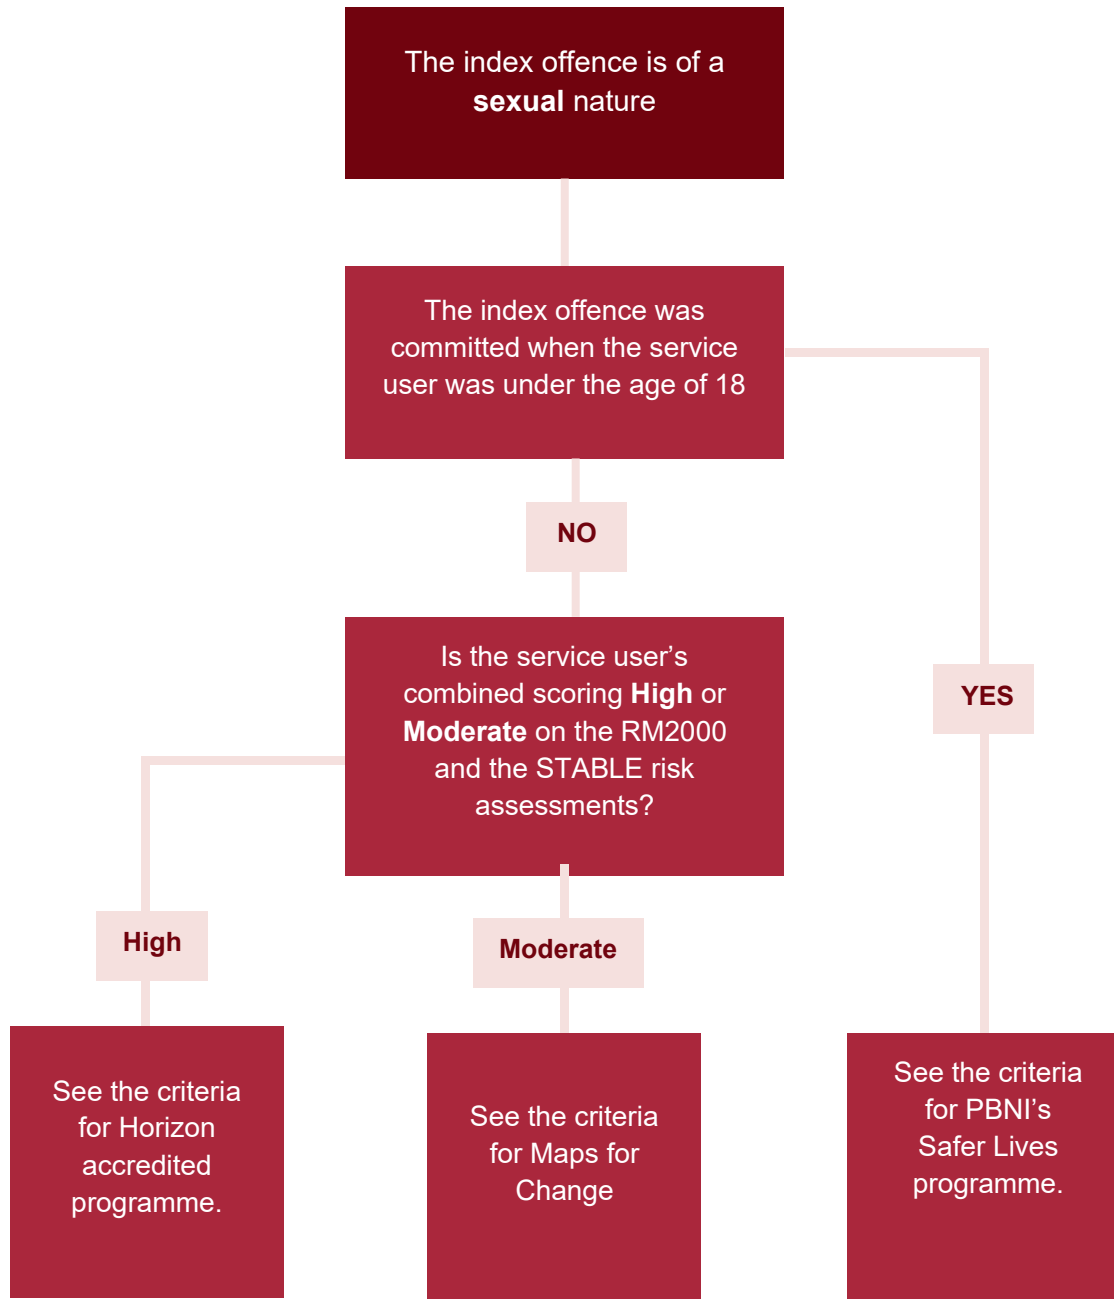 The index offence is of a
sexual nature
The index offence was
committed when the service
user was under the age of 18
NO
Is the service user’s
combined scoring High or
Moderate on the RM2000
and the STABLE risk
assessments?
YES
High
Moderate
See the criteria
for Horizon
accredited
programme.
See the criteria
for Maps for
Change
See the criteria
for PBNI’s
Safer Lives
programme.